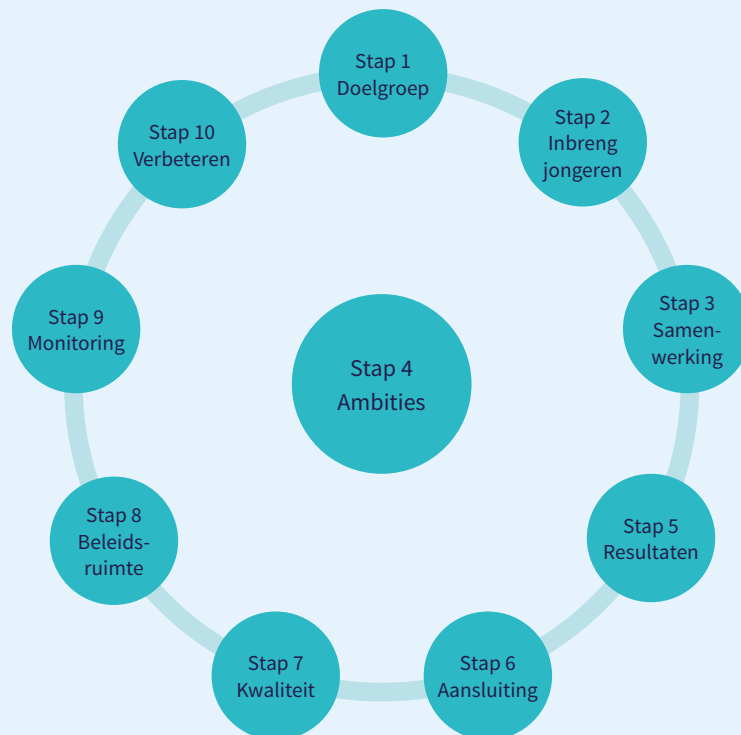 Stap 1
Doelgroep
Stap 2
Inbreng
jongeren
Stap 3
Samen-
werking
Stap 4
Ambities
Stap 5
Resultaten
Stap 6
Aansluiting
Stap 7
Kwaliteit
Stap 8
Beleids-
ruimte
Stap 9
Monitoring
Stap 10
Verbeteren